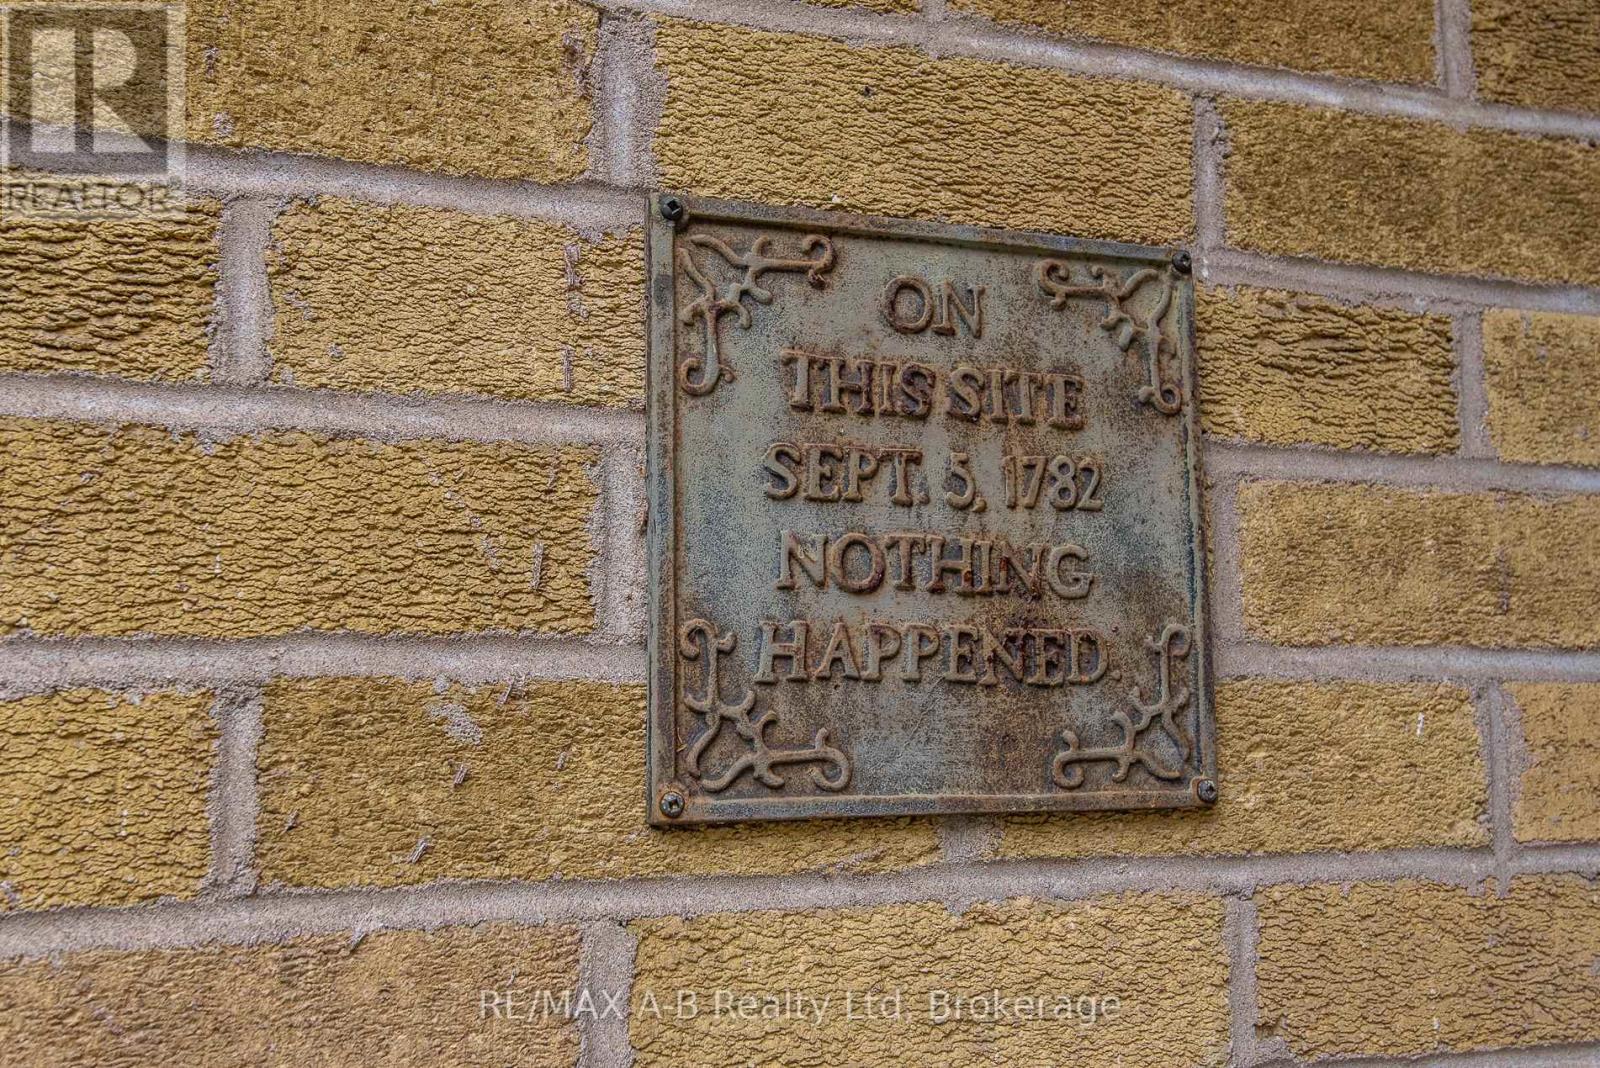 R
REALTOR
ON
THIS SITE
SEPT. 5, 1782
NOTHING
HAPPENED.
RE/MAX A-B Realty Ltd, Brokerage